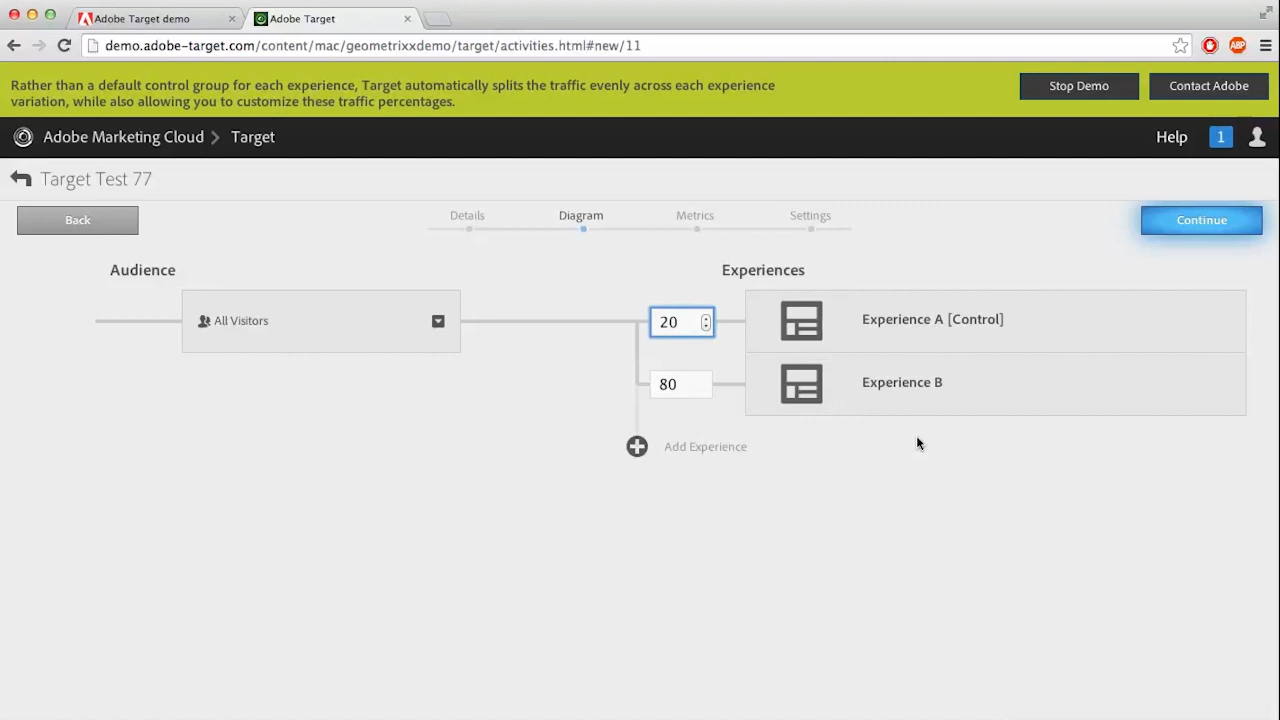 Adobe Target demo
Adobe Target
demo.adobe-target.com/content/mac/geometrixxdemo/target/activities.html#new/11
ABP
Rather than a default control group for each experience, Target automatically splits the traffic evenly across each experience
variation, while also allowing you to customize these traffic percentages.
Stop Demo
Contact Adobe
Adobe Marketing Cloud
Target
Help
1
Target Test 77
Back
Details
Diagram
Metrics
Settings
Continue
Audience
Experiences
All Visitors
20
Experience A [Control]
80
Experience B
Add Experience